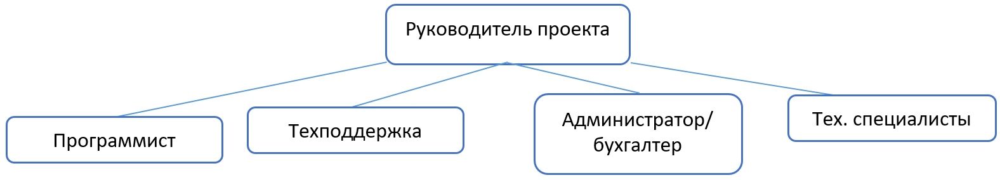 Руководитель проекта
Программист
Техподдержка
Администратор/
бухгалтер
Тех. специалисты